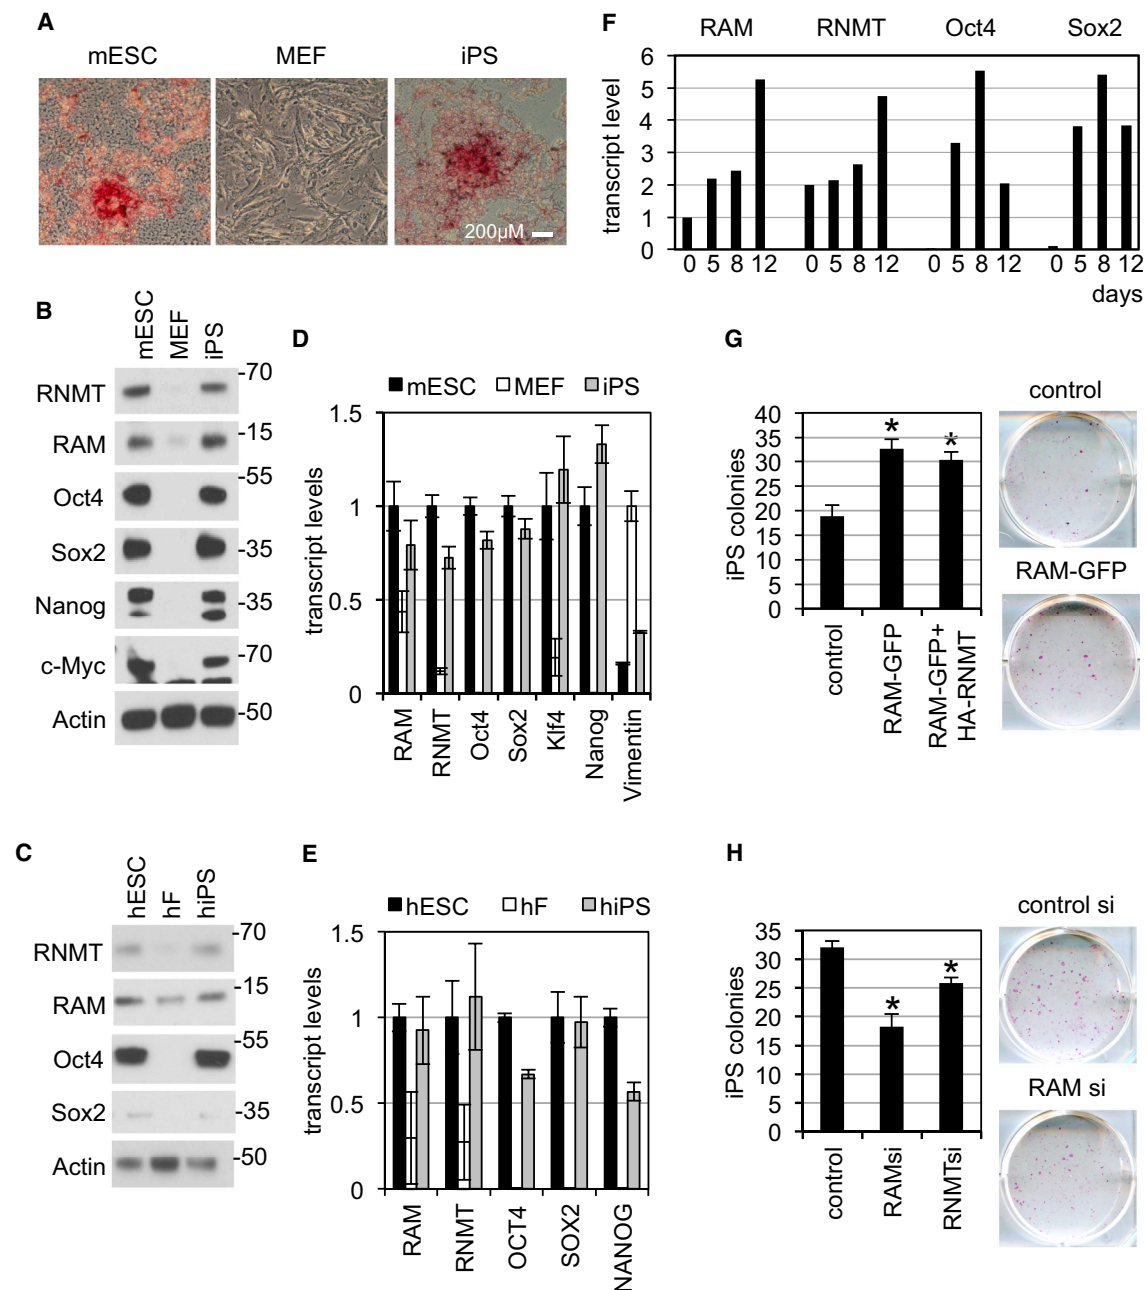 A
mESC MEF iPS
200µM
B
mESC MEF iPS
RNMT -70
RAM -15
Oct4 -55
Sox2 -35
Nanog -35
c-Myc -70
Actin -50
C
hESC hF hiPS
RNMT -70
RAM -15
Oct4 -55
Sox2 -35
Actin -50
D
mESC MEF iPS
transcript levels
1.5
1
0.5
0
RAM RNMT Oct4 Sox2 Klf4 Nanog Vimentin
E
hESC hF hiPS
transcript levels
1.5
1
0.5
0
RAM RNMT OCT4 SOX2 NANOG
F
RAM RNMT Oct4 Sox2
transcript level
6
5
4
3
2
1
0
0 5 8 12 0 5 8 12 0 5 8 12 0 5 8 12
days
G
iPS colonies
40
35
30
25
20
15
10
5
0
* *
control RAM-GFP RAM-GFP+
HA-RNMT
control
RAM-GFP
H
iPS colonies
35
30
25
20
15
10
5
0
* *
control RAMsi RNMTsi
control si
RAM si